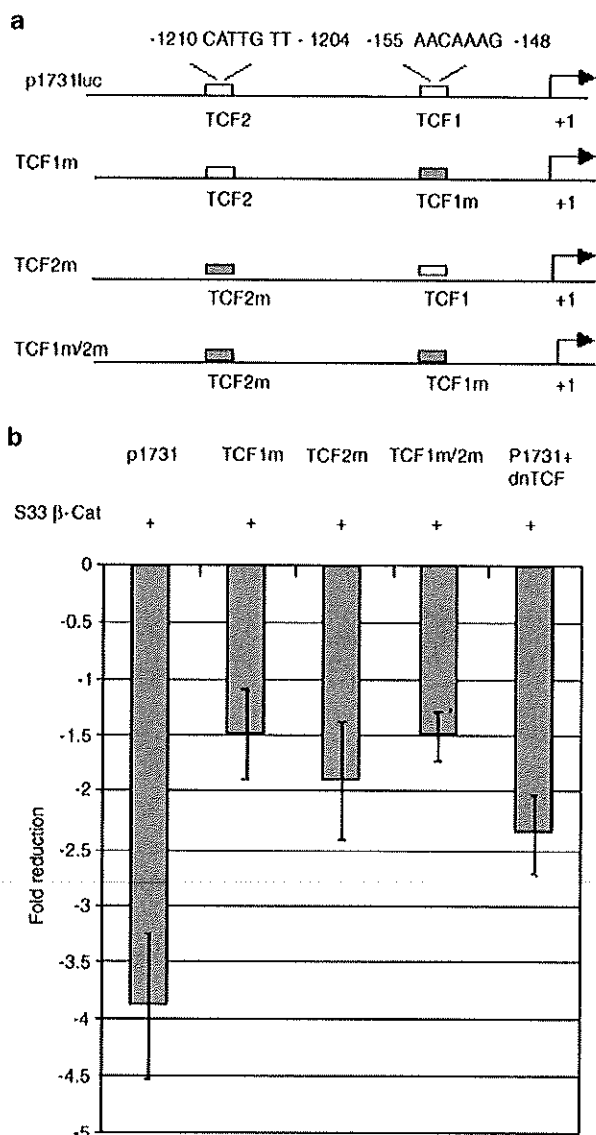 a
-1210 CATTG TT - 1204 -155 AACAAAG -148
p1731luc
TCF2 TCF1 +1
TCF1m
TCF2 TCF1m +1
TCF2m
TCF2m TCF1 +1
TCF1m/2m
TCF2m TCF1m +1
b
p1731 TCF1m TCF2m TCF1m/2m P1731+
dnTCF
S33 β-Cat + + + + +
0
-0.5
-1
-1.5
-2
-2.5
-3
-3.5
-4
-4.5
-5
Fold reduction